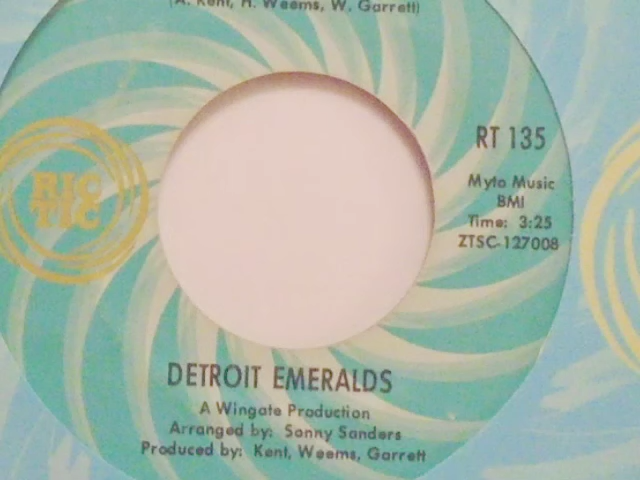 (A. Kent, H. Weems, W. Garrett)
RIC
TIC
RT 135
Myto Music
BMI
Time: 3:25
ZTSC-127008
DETROIT EMERALDS
A Wingate Production
Arranged by: Sonny Sanders
Produced by: Kent, Weems, Garrett